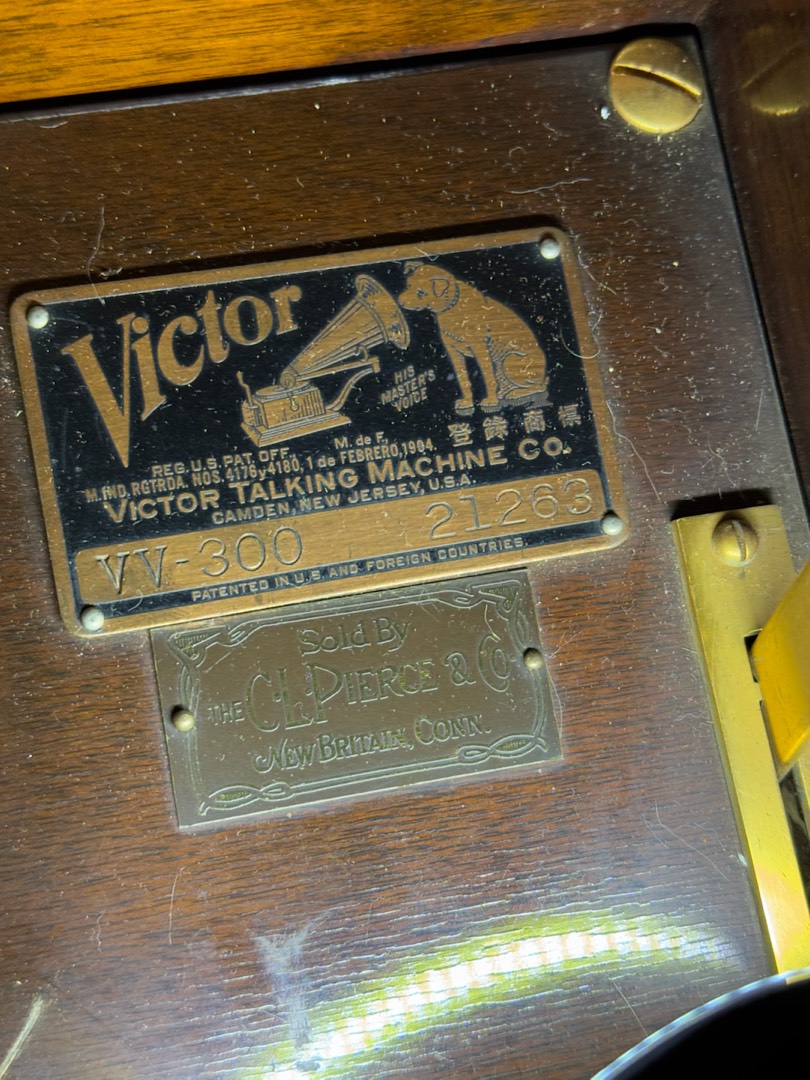 Victor
HIS
MASTER'S
VOICE
登録商標
REG. U.S. PAT. OFF., M. de F,
M. IND. RGTRDA. NOS. 4176 y 4180, 1 de FEBRERO, 1904.
VICTOR TALKING MACHINE CO.
CAMDEN, NEW JERSEY, U.S.A.
VV-300 21263
PATENTED IN U.S. AND FOREIGN COUNTRIES.
Sold By
THE C.L. PIERCE & Co
NEW BRITAIN, CONN.